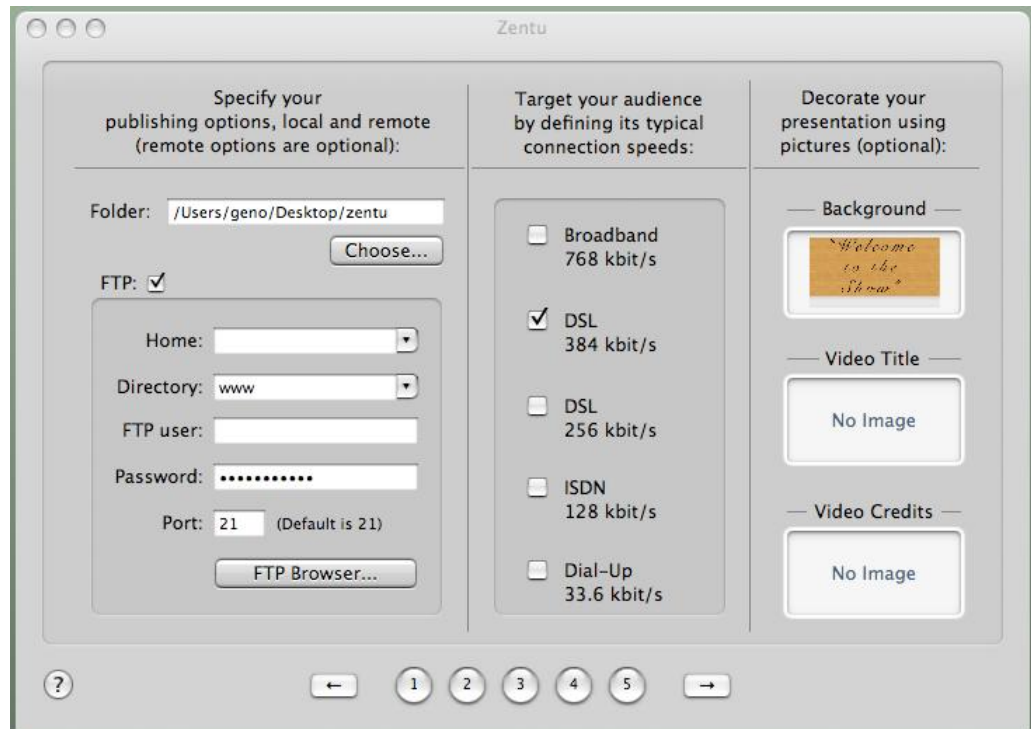 Zentu
Specify your
publishing options, local and remote
(remote options are optional):
Folder: /Users/geno/Desktop/zentu
Choose...
FTP:
Home:
Directory: www
FTP user:
Password: •••••••••••
Port: 21 (Default is 21)
FTP Browser...
Target your audience
by defining its typical
connection speeds:
Broadband
768 kbit/s
DSL
384 kbit/s
DSL
256 kbit/s
ISDN
128 kbit/s
Dial-Up
33.6 kbit/s
Decorate your
presentation using
pictures (optional):
Background
"Welcome
to the
Show"
Video Title
No Image
Video Credits
No Image
? ← 1 2 3 4 5 →